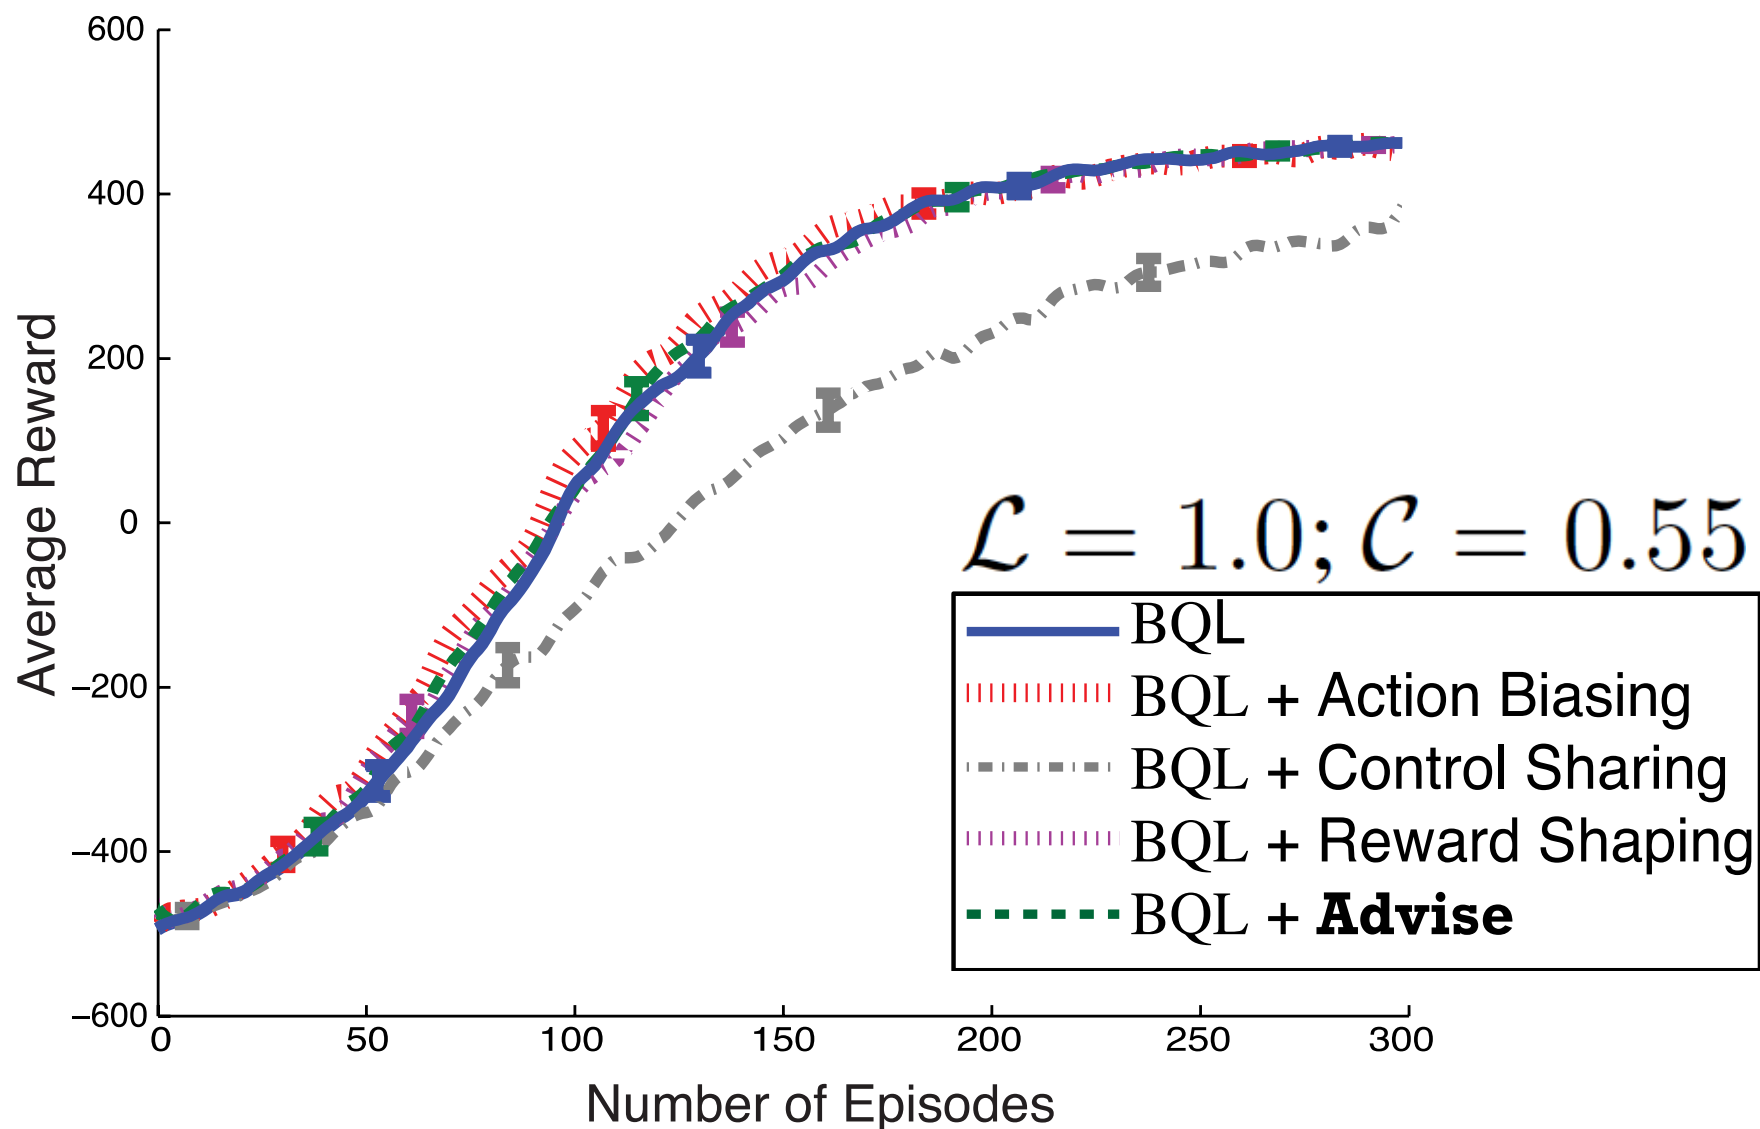 600
400
200
0
−200
−400
−600
Average Reward
0 50 100 150 200 250 300
Number of Episodes
ℒ = 1.0; 𝒞 = 0.55
BQL
BQL + Action Biasing
BQL + Control Sharing
BQL + Reward Shaping
BQL + Advise